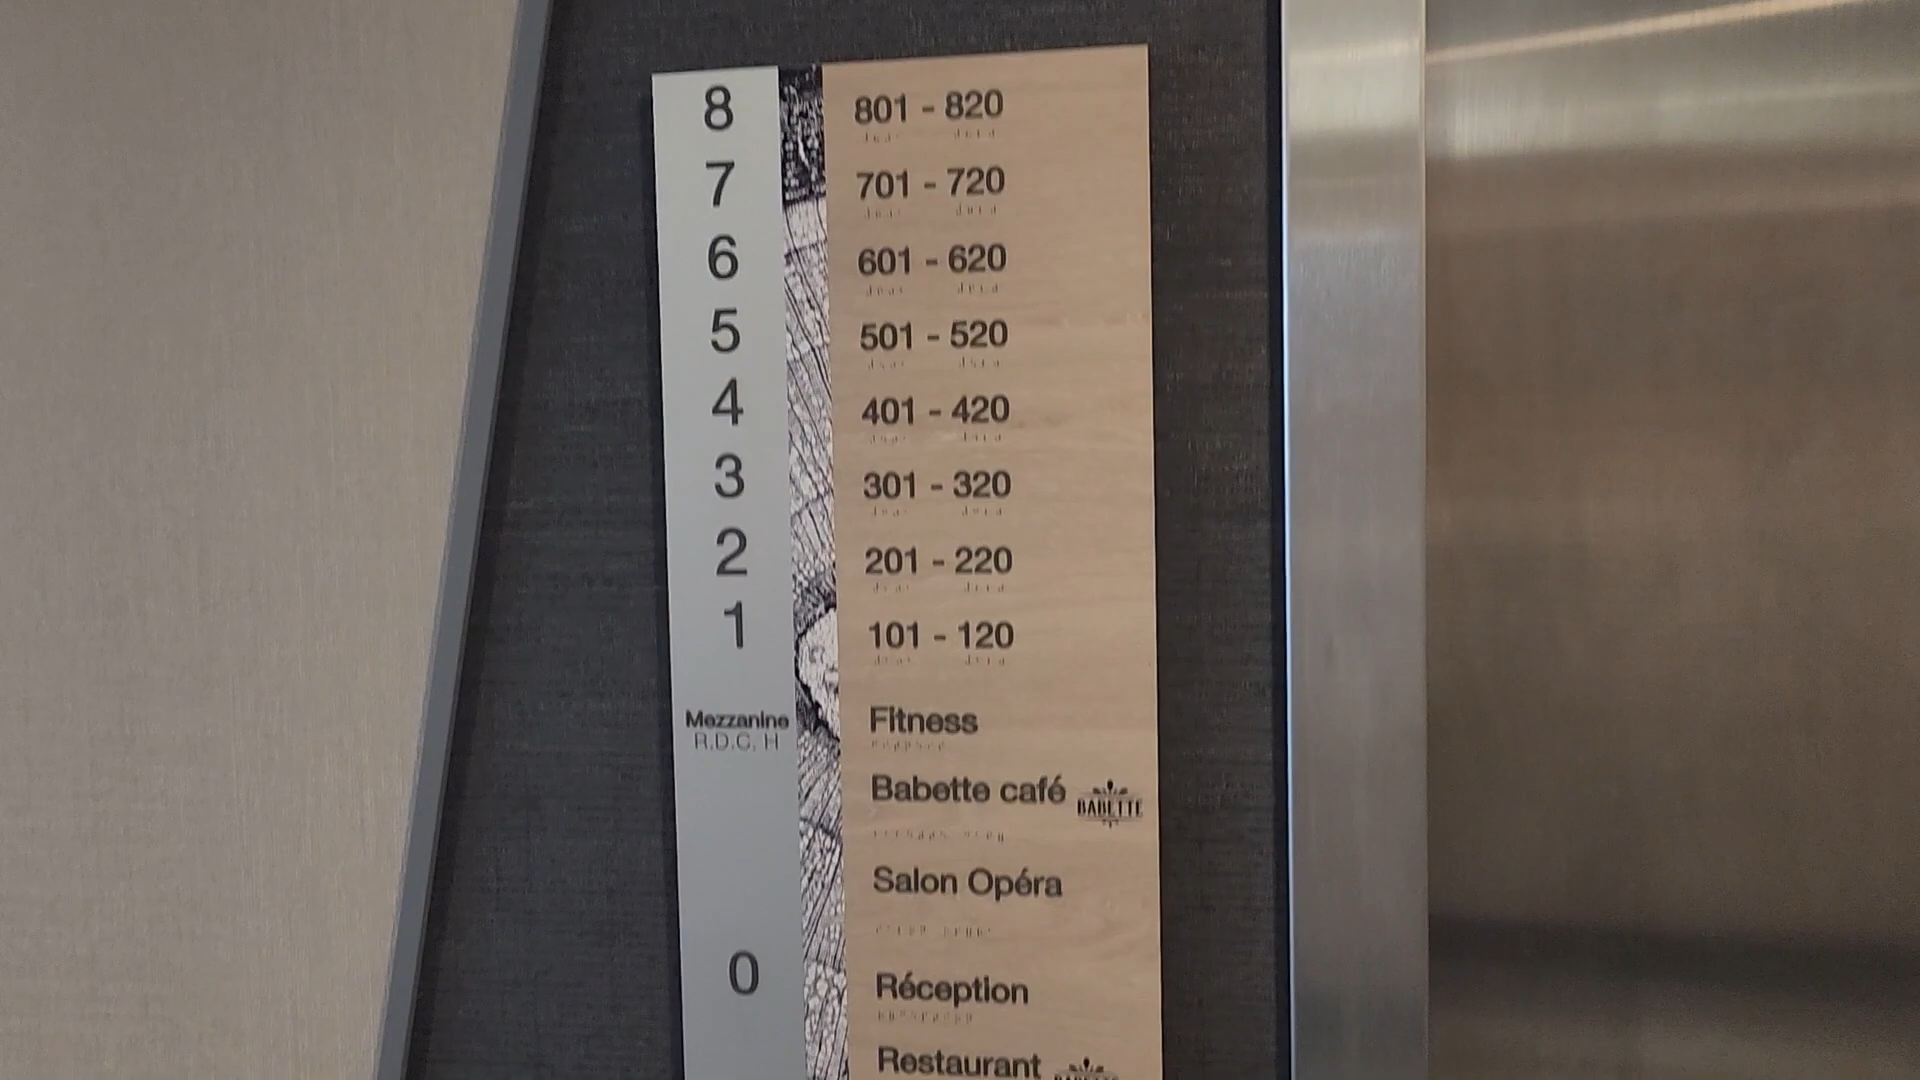 8 801 - 820
7 701 - 720
6 601 - 620
5 501 - 520
4 401 - 420
3 301 - 320
2 201 - 220
1 101 - 120
Mezzanine Fitness
R.D.C. H
Babette café BABETTE
Salon Opéra
0 Réception
Restaurant